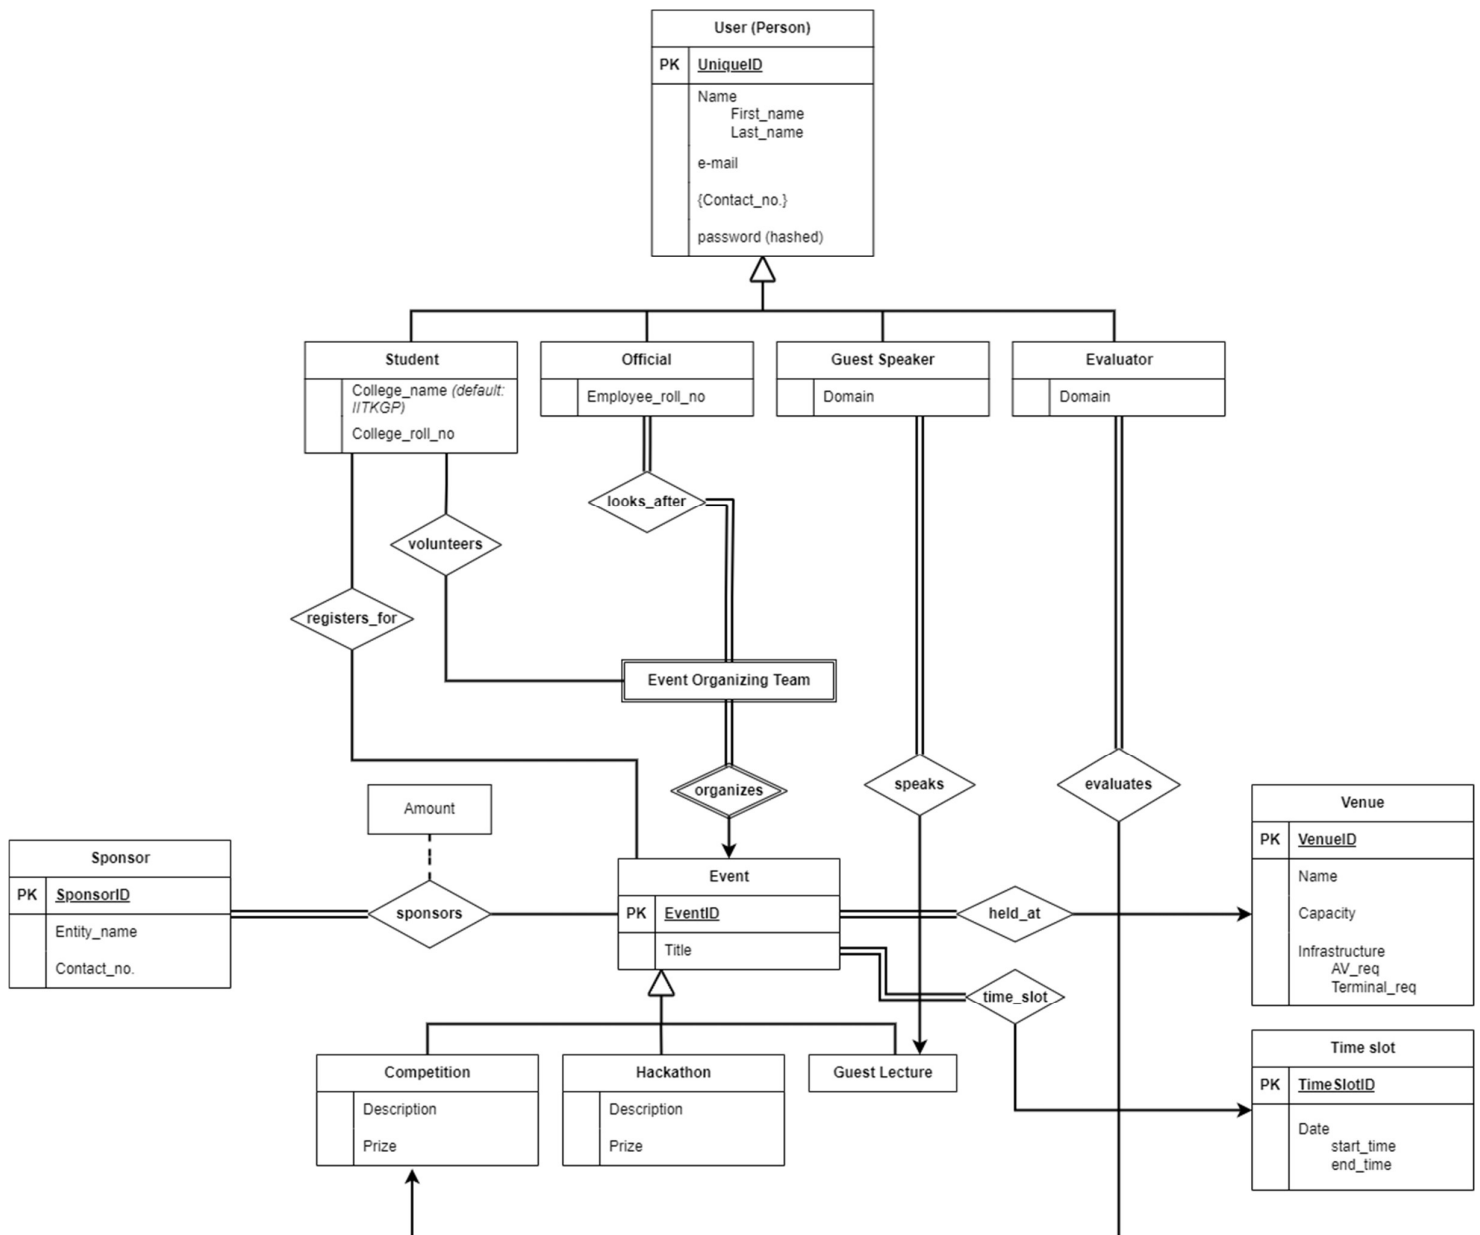 User (Person)
PK UniqueID
Name
First_name
Last_name
e-mail
{Contact_no.}
password (hashed)
Student
College_name (default:
IITKGP)
College_roll_no
Official
Employee_roll_no
Guest Speaker
Domain
Evaluator
Domain
looks_after
volunteers
registers_for
Event Organizing Team
organizes
speaks
evaluates
Amount
Sponsor
PK SponsorID
Entity_name
Contact_no.
sponsors
Event
PK EventID
Title
held_at
time_slot
Venue
PK VenueID
Name
Capacity
Infrastructure
AV_req
Terminal_req
Time slot
PK TimeSlotID
Date
start_time
end_time
Competition
Description
Prize
Hackathon
Description
Prize
Guest Lecture